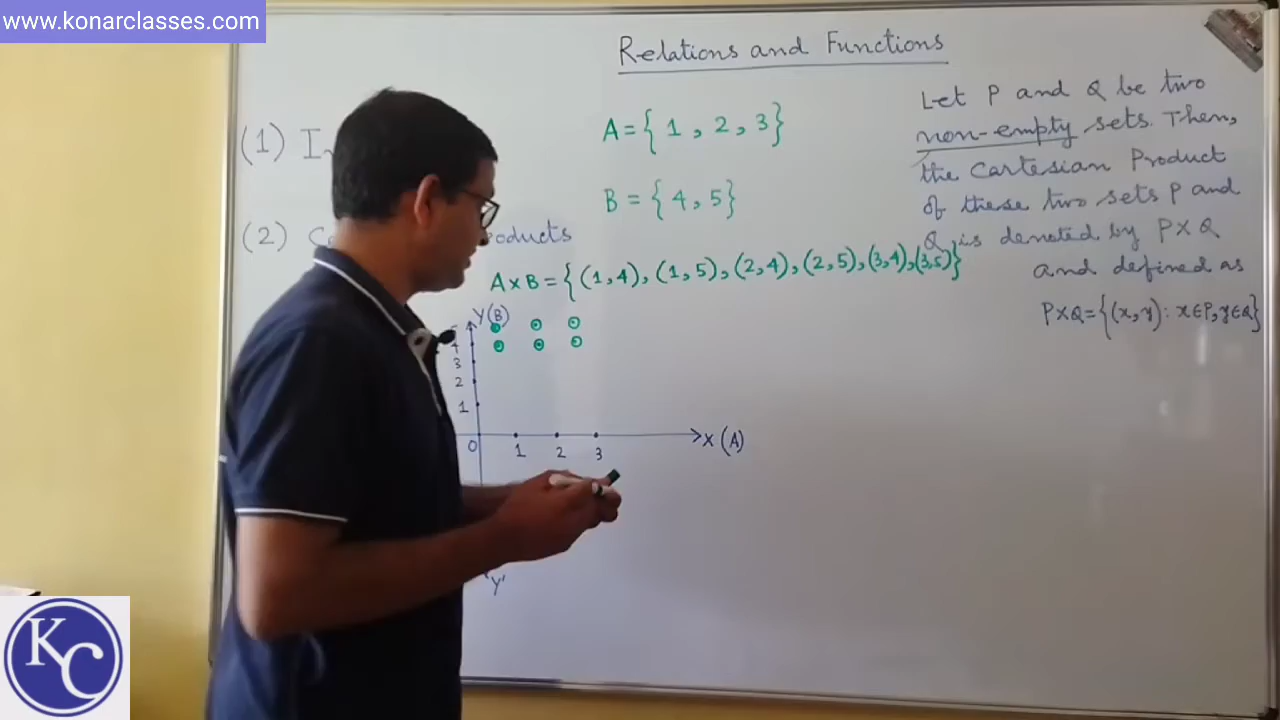 www.konarclasses.com
Relations and Functions
(1)
(2)
A = { 1 , 2 , 3 }
B = { 4 , 5 }
A × B = { (1,4), (1,5), (2,4), (2,5), (3,4), (3,5) }
Let P and Q be two
non-empty sets. Then,
the Cartesian Product
of these two sets P and
Q is denoted by P×Q
and defined as
P×Q={(x,y): x∈P, y∈Q}
Y(B)
4
3
2
1
0 1 2 3
X (A)
Y'
KC